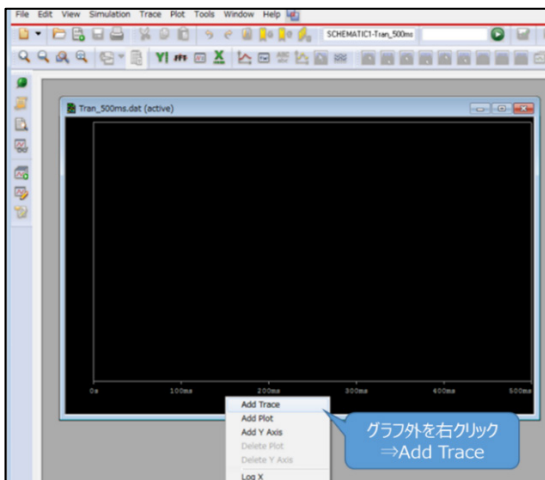 File Edit View Simulation Trace Plot Tools Window Help
SCHEMATIC1-Tran_500ms
Tran_500ms.dat (active)
0s 100ms 200ms 300ms 400ms 500ms
Add Trace
Add Plot
Add Y Axis
Delete Plot
Delete Y Axis
Log X
グラフ外を右クリック
⇒Add Trace